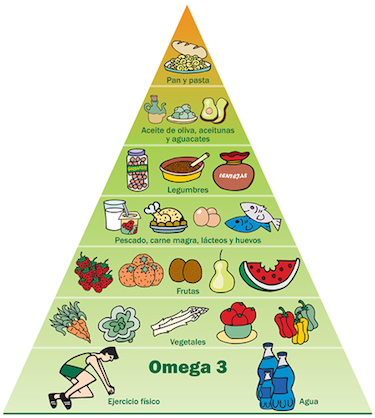 Pan y pasta
Aceite de oliva, aceitunas
y aguacates
LENTEJAS
Legumbres
Pescado, carne magra, lácteos y huevos
Frutas
Vegetales
Omega 3
Ejercicio físico
Agua